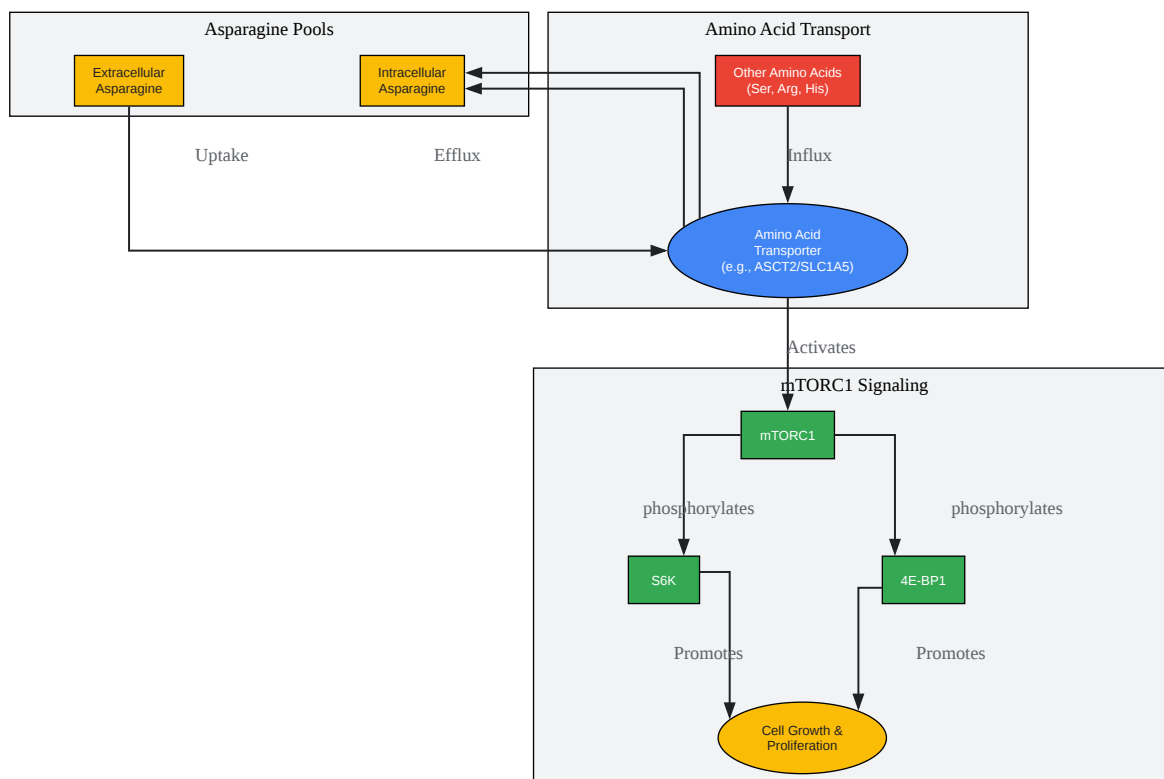 Asparagine Pools
Amino Acid Transport
Extracellular
Asparagine
Intracellular
Asparagine
Other Amino Acids
(Ser, Arg, His)
Uptake
Efflux
Influx
Amino Acid
Transporter
(e.g., ASCT2/SLC1A5)
Activates
mTORC1 Signaling
mTORC1
phosphorylates
phosphorylates
S6K
4E-BP1
Promotes
Promotes
Cell Growth &
Proliferation